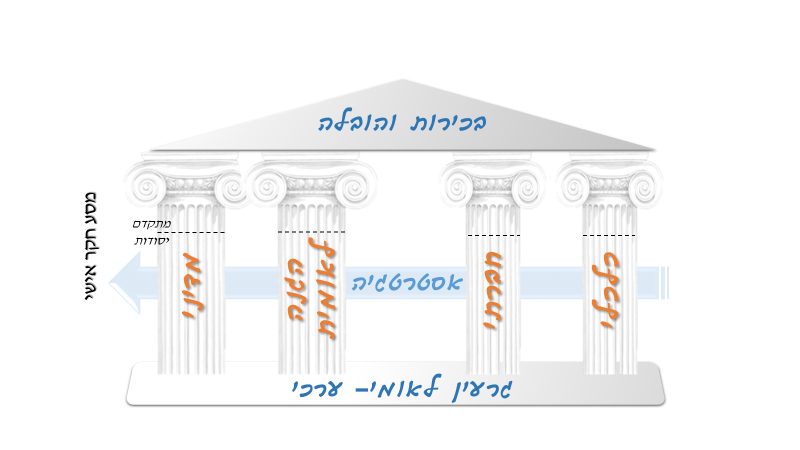 בכירות והובלה
מתקדם
יסודות
כלכלי
חברתי
הגנה
לאומית
מדיני
אסטרטגיה
מסע חקר אישי
גרעין לאומי– ערכי